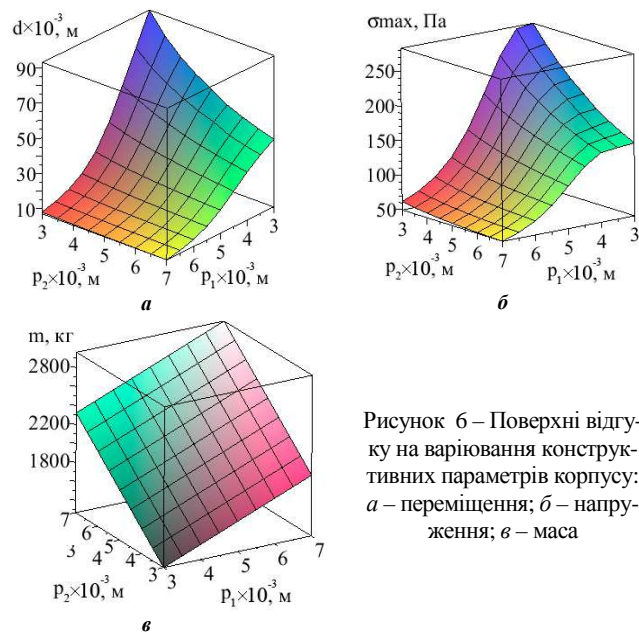 d×10⁻³, м
90
70
50
30
10
3 4 5 6 7 6 5 4 3
p₂×10⁻³, м p₁×10⁻³, м
а
σmax, Па
250
200
150
100
50
3 4 5 6 7 6 5 4 3
p₂×10⁻³, м p₁×10⁻³, м
б
m, кг
2800
2200
1800
7 6 5 4 3 3 4 5 6 7
p₂×10⁻³, м p₁×10⁻³, м
в
Рисунок 6 – Поверхні відгу-
ку на варіювання конструк-
тивних параметрів корпусу:
а – переміщення; б – напру-
ження; в – маса